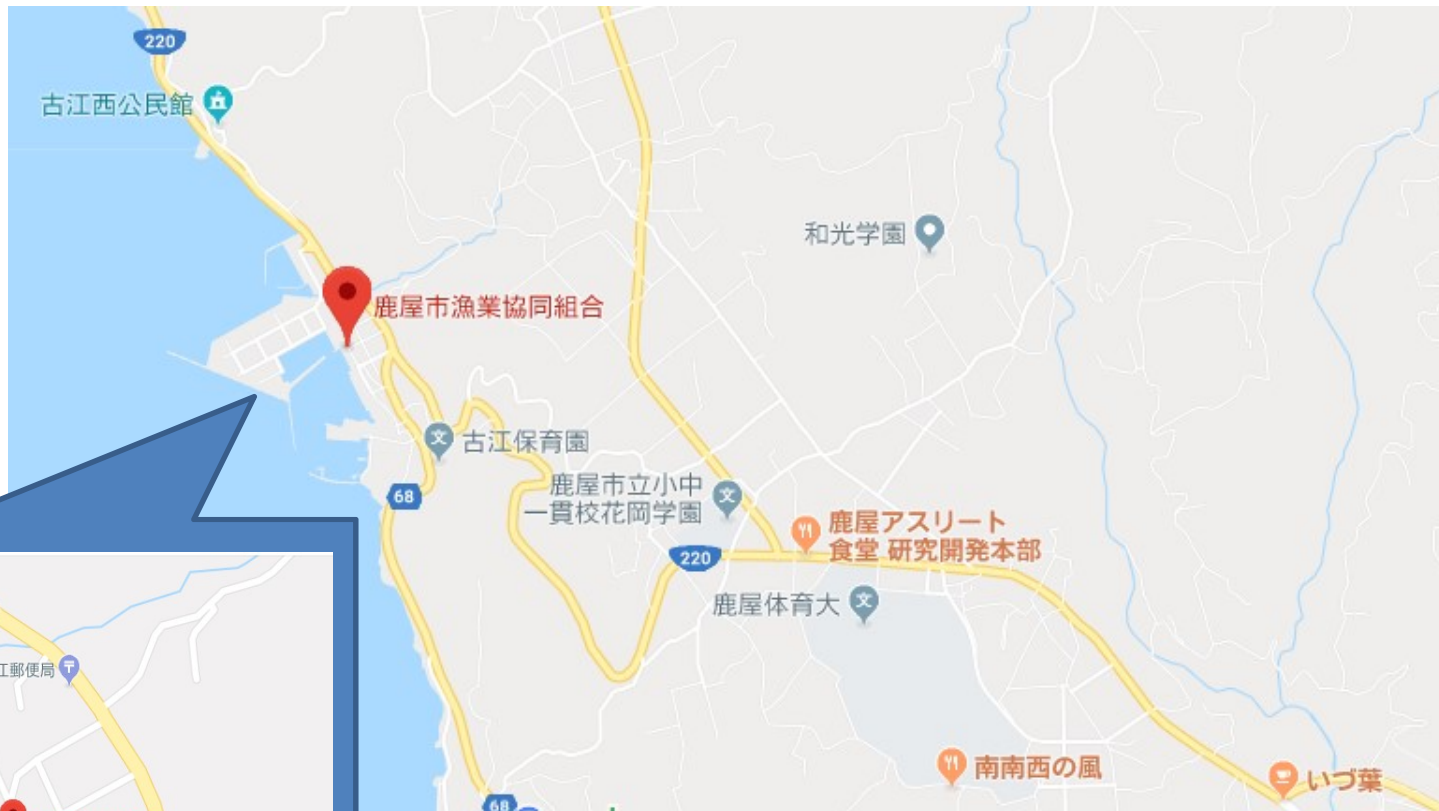 220
古江西公民館
和光学園
鹿屋市漁業協同組合
古江保育園
68
鹿屋市立小中
一貫校花岡学園
鹿屋アスリート
食堂 研究開発本部
220
鹿屋体育大
江郵便局
南南西の風
いづ葉
68